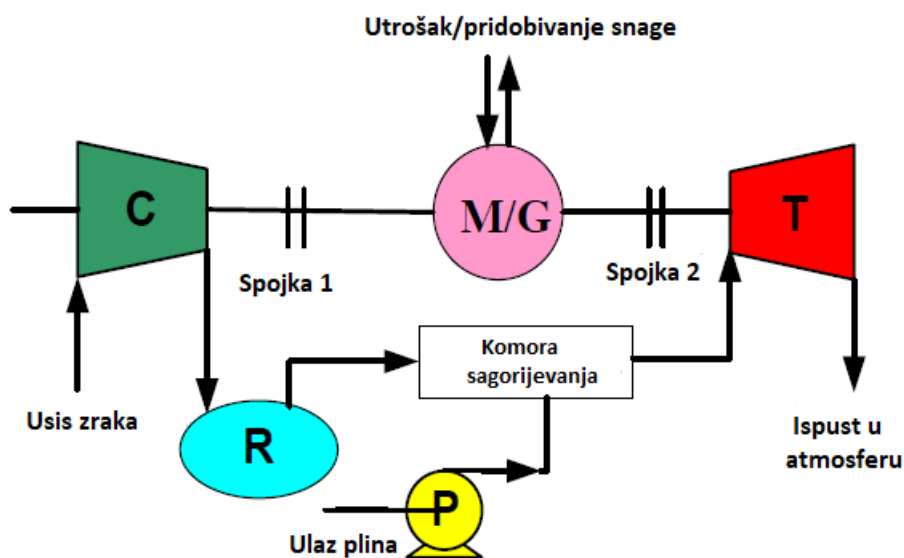 Utrošak/pridobivanje snage
C
M/G
T
Spojka 1
Spojka 2
Komora
sagorijevanja
Usis zraka
R
Ispust u
atmosferu
P
Ulaz plina